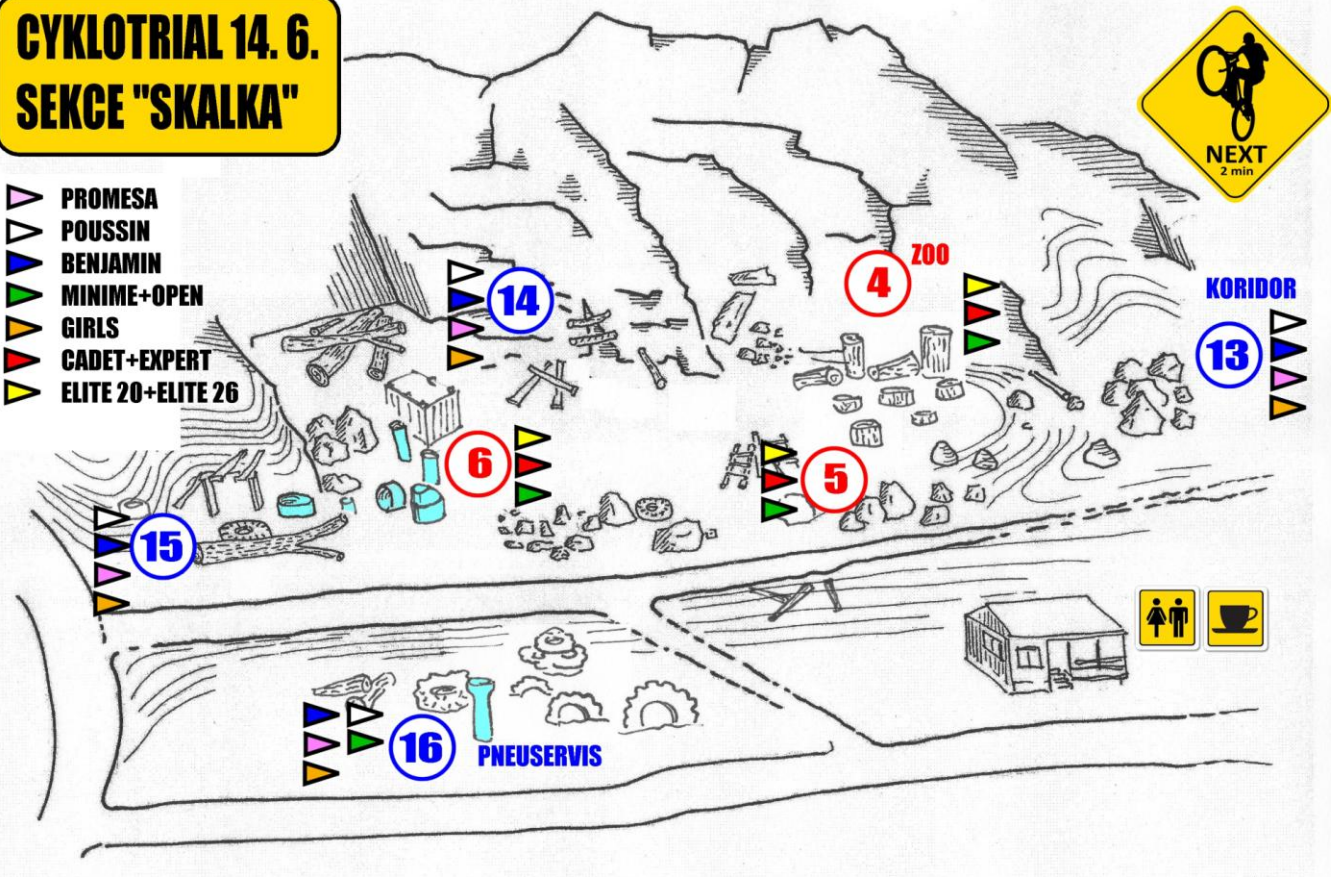 CYKLOTRIAL 14. 6.
SEKCE "SKALKA"
NEXT
2 min
PROMESA
POUSSIN
BENJAMIN
MINIME+OPEN
GIRLS
CADET+EXPERT
ELITE 20+ELITE 26
14
4
ZOO
KORIDOR
13
6
5
15
16
PNEUSERVIS